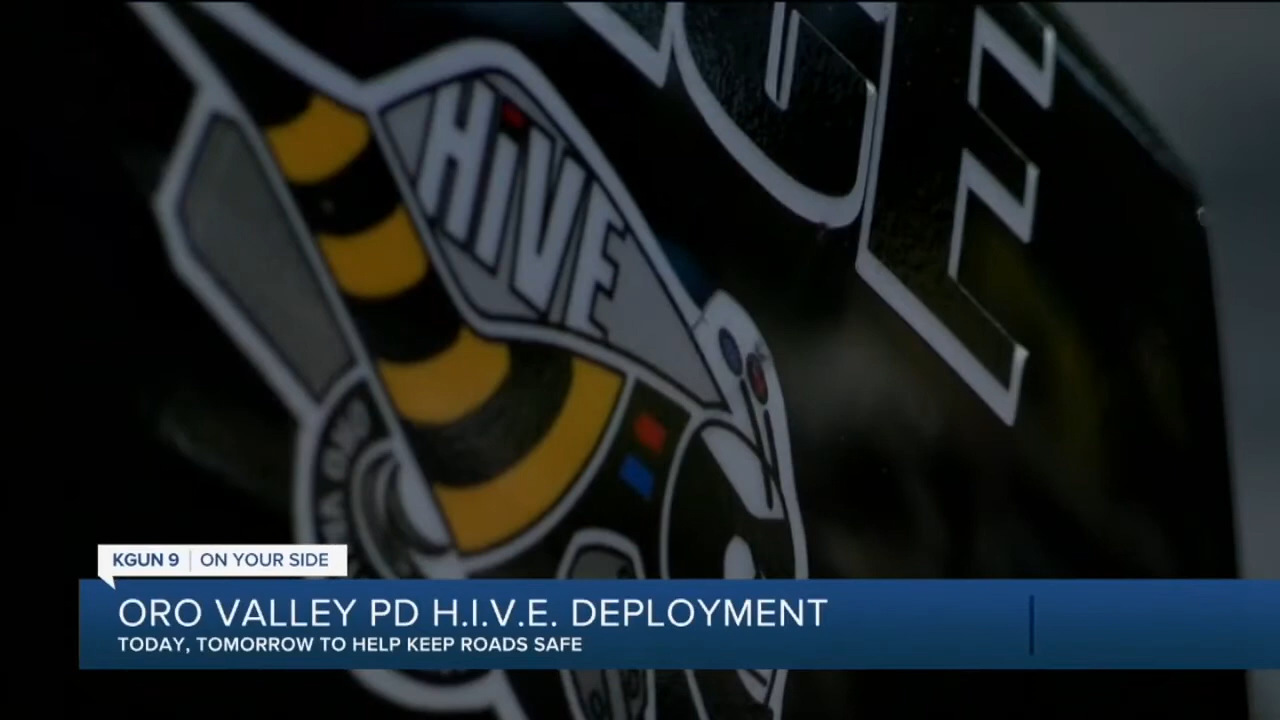 HiVE
KGUN 9 | ON YOUR SIDE
ORO VALLEY PD H.I.V.E. DEPLOYMENT
TODAY, TOMORROW TO HELP KEEP ROADS SAFE